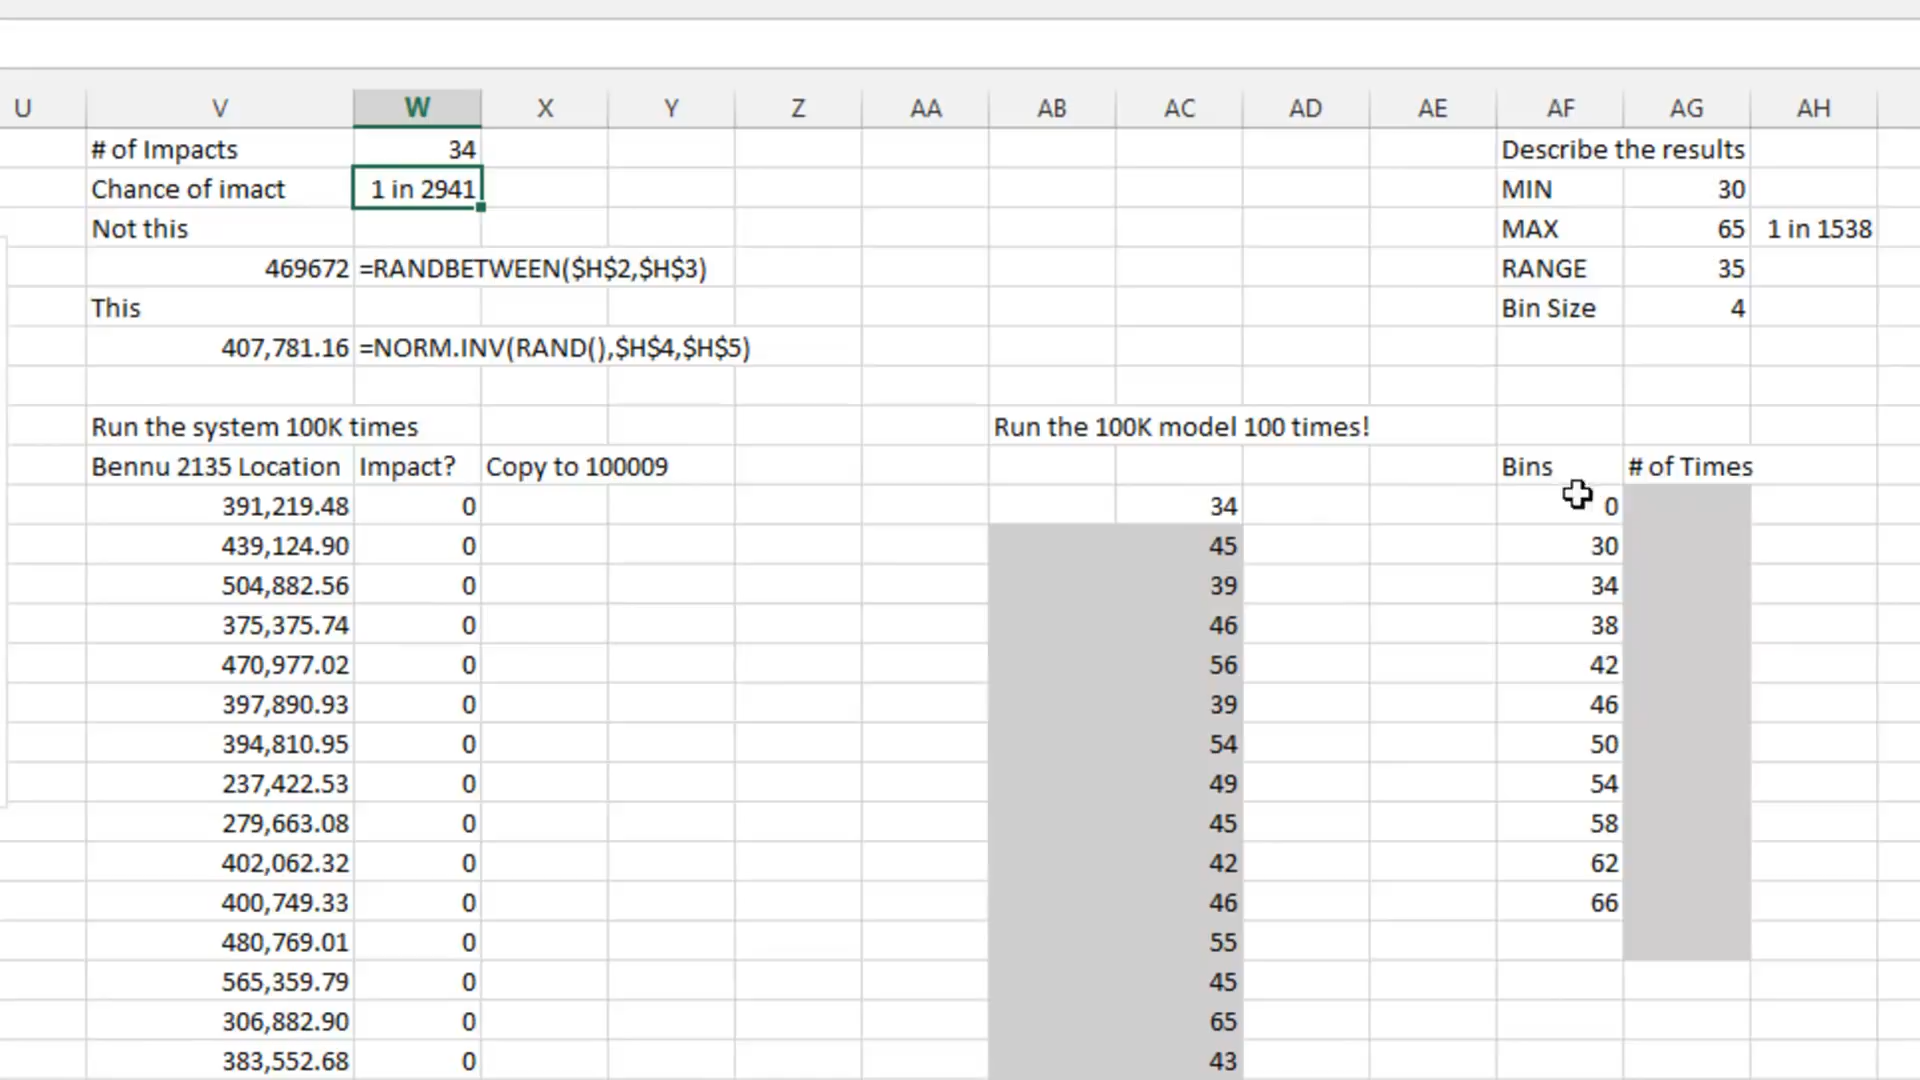 U V W X Y Z AA AB AC AD AE AF AG AH
# of Impacts 34 Describe the results
Chance of imact 1 in 2941 MIN 30
Not this MAX 65 1 in 1538
469672 =RANDBETWEEN($H$2,$H$3) RANGE 35
This Bin Size 4
407,781.16 =NORM.INV(RAND(),$H$4,$H$5)
Run the system 100K times Run the 100K model 100 times!
Bennu 2135 Location Impact? Copy to 100009 Bins # of Times
391,219.48 0 34 0
439,124.90 0 45 30
504,882.56 0 39 34
375,375.74 0 46 38
470,977.02 0 56 42
397,890.93 0 39 46
394,810.95 0 54 50
237,422.53 0 49 54
279,663.08 0 45 58
402,062.32 0 42 62
400,749.33 0 46 66
480,769.01 0 55
565,359.79 0 45
306,882.90 0 65
383,552.68 0 43